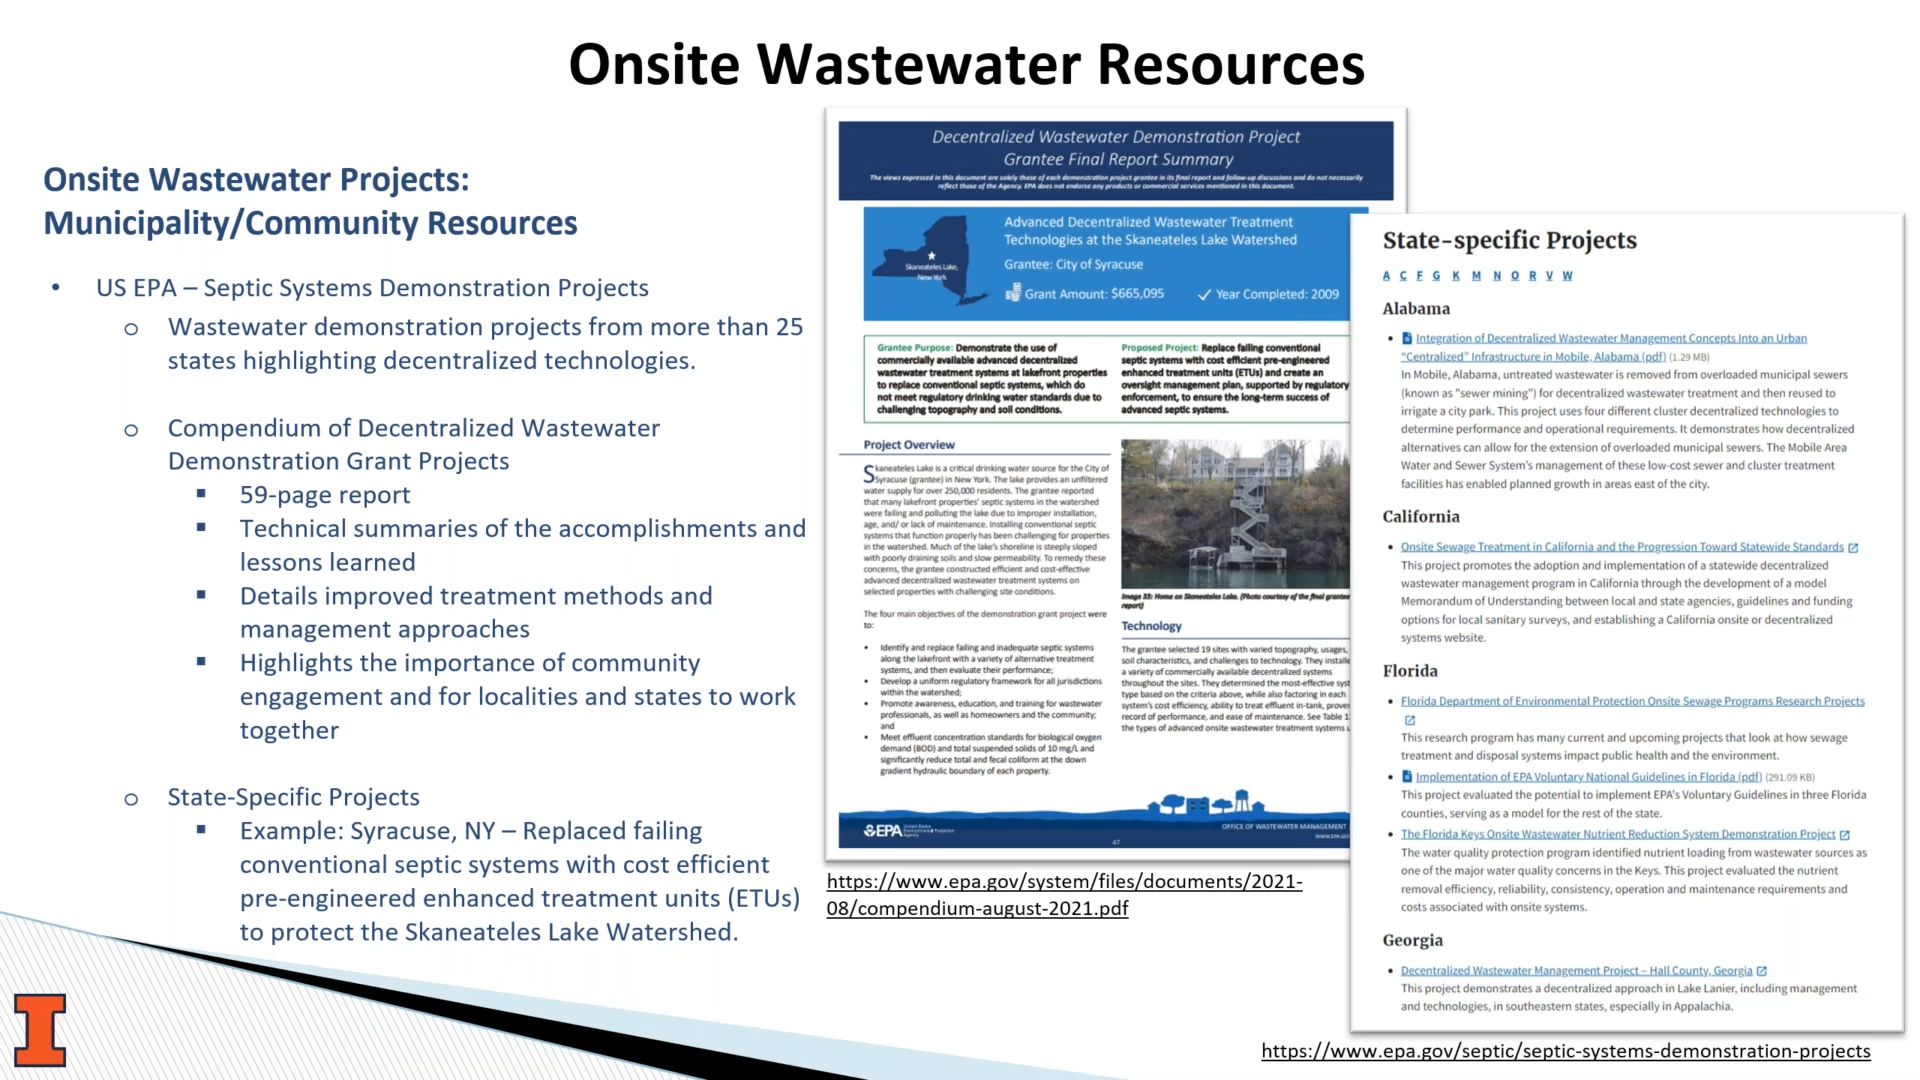 Onsite Wastewater Resources
Onsite Wastewater Projects:
Municipality/Community Resources
• US EPA – Septic Systems Demonstration Projects
o Wastewater demonstration projects from more than 25
states highlighting decentralized technologies.
o Compendium of Decentralized Wastewater
Demonstration Grant Projects
▪ 59-page report
▪ Technical summaries of the accomplishments and
lessons learned
▪ Details improved treatment methods and
management approaches
▪ Highlights the importance of community
engagement and for localities and states to work
together
o State-Specific Projects
▪ Example: Syracuse, NY – Replaced failing
conventional septic systems with cost efficient
pre-engineered enhanced treatment units (ETUs)
to protect the Skaneateles Lake Watershed.
Decentralized Wastewater Demonstration Project
Grantee Final Report Summary
The views expressed in this document are solely those of each demonstration project grantee in its final report and follow-up discussions and do not necessarily
reflect those of the Agency. EPA does not endorse any products or commercial services mentioned in this document.
Skaneateles Lake,
New York
Advanced Decentralized Wastewater Treatment
Technologies at the Skaneateles Lake Watershed
Grantee: City of Syracuse
Grant Amount: $665,095
Year Completed: 2009
Grantee Purpose: Demonstrate the use of
commercially available advanced decentralized
wastewater treatment systems at lakefront properties
to replace conventional septic systems, which do
not meet regulatory drinking water standards due to
challenging topography and soil conditions.
Proposed Project: Replace failing conventional
septic systems with cost efficient pre-engineered
enhanced treatment units (ETUs) and create an
oversight management plan, supported by regulatory
enforcement, to ensure the long-term success of
advanced septic systems.
Project Overview
Skaneateles Lake is a critical drinking water source for the City of
Syracuse (grantee) in New York. The lake provides an unfiltered
water supply for over 250,000 residents. The grantee reported
that many lakefront properties' septic systems in the watershed
were failing and polluting the lake due to improper installation,
age, and/ or lack of maintenance. Installing conventional septic
systems that function properly has been challenging for properties
in the watershed. Much of the lake's shoreline is steeply sloped
with poorly draining soils and slow permeability. To remedy these
concerns, the grantee constructed efficient and cost-effective
advanced decentralized wastewater treatment systems on
selected properties with challenging site conditions.
The four main objectives of the demonstration grant project were
to:
• Identify and replace failing and inadequate septic systems
along the lakefront with a variety of alternative treatment
systems, and then evaluate their performance;
• Develop a uniform regulatory framework for all jurisdictions
within the watershed;
• Promote awareness, education, and training for wastewater
professionals, as well as homeowners and the community;
and
• Meet effluent concentration standards for biological oxygen
demand (BOD) and total suspended solids of 10 mg/L and
significantly reduce total and fecal coliform at the down
gradient hydraulic boundary of each property.
Image 33: Home on Skaneateles Lake. (Photo courtesy of the final grantee
report)
Technology
The grantee selected 19 sites with varied topography, usages,
soil characteristics, and challenges to technology. They installe
a variety of commercially available decentralized systems
throughout the sites. They determined the most-effective syst
type based on the criteria above, while also factoring in each
system's cost efficiency, ability to treat effluent in-tank, prover
record of performance, and ease of maintenance. See Table 1
the types of advanced onsite wastewater treatment systems
EPA United States
Environmental Protection
Agency
OFFICE OF WASTEWATER MANAGEMENT
47
https://www.epa.gov/system/files/documents/2021-
08/compendium-august-2021.pdf
State-specific Projects
A C F G K M N O R V W
Alabama
• Integration of Decentralized Wastewater Management Concepts Into an Urban
“Centralized” Infrastructure in Mobile, Alabama (pdf) (1.29 MB)
In Mobile, Alabama, untreated wastewater is removed from overloaded municipal sewers
(known as "sewer mining") for decentralized wastewater treatment and then reused to
irrigate a city park. This project uses four different cluster decentralized technologies to
determine performance and operational requirements. It demonstrates how decentralized
alternatives can allow for the extension of overloaded municipal sewers. The Mobile Area
Water and Sewer System's management of these low-cost sewer and cluster treatment
facilities has enabled planned growth in areas east of the city.
California
• Onsite Sewage Treatment in California and the Progression Toward Statewide Standards
This project promotes the adoption and implementation of a statewide decentralized
wastewater management program in California through the development of a model
Memorandum of Understanding between local and state agencies, guidelines and funding
options for local sanitary surveys, and establishing a California onsite or decentralized
systems website.
Florida
• Florida Department of Environmental Protection Onsite Sewage Programs Research Projects
This research program has many current and upcoming projects that look at how sewage
treatment and disposal systems impact public health and the environment.
• Implementation of EPA Voluntary National Guidelines in Florida (pdf) (291.09 KB)
This project evaluated the potential to implement EPA's Voluntary Guidelines in three Florida
counties, serving as a model for the rest of the state.
• The Florida Keys Onsite Wastewater Nutrient Reduction System Demonstration Project
The water quality protection program identified nutrient loading from wastewater sources as
one of the major water quality concerns in the Keys. This project evaluated the nutrient
removal efficiency, reliability, consistency, operation and maintenance requirements and
costs associated with onsite systems.
Georgia
• Decentralized Wastewater Management Project – Hall County, Georgia
This project demonstrates a decentralized approach in Lake Lanier, including management
and technologies, in southeastern states, especially in Appalachia.
https://www.epa.gov/septic/septic-systems-demonstration-projects